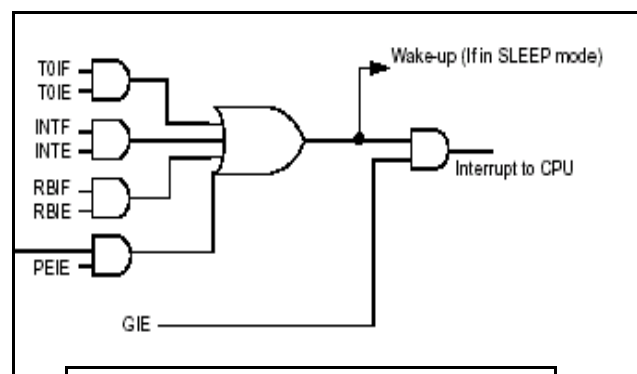 Wake-up (If in SLEEP mode)
T0IF
T0IE
INTF
INTE
RBIF
RBIE
PEIE
Interrupt to CPU
GIE